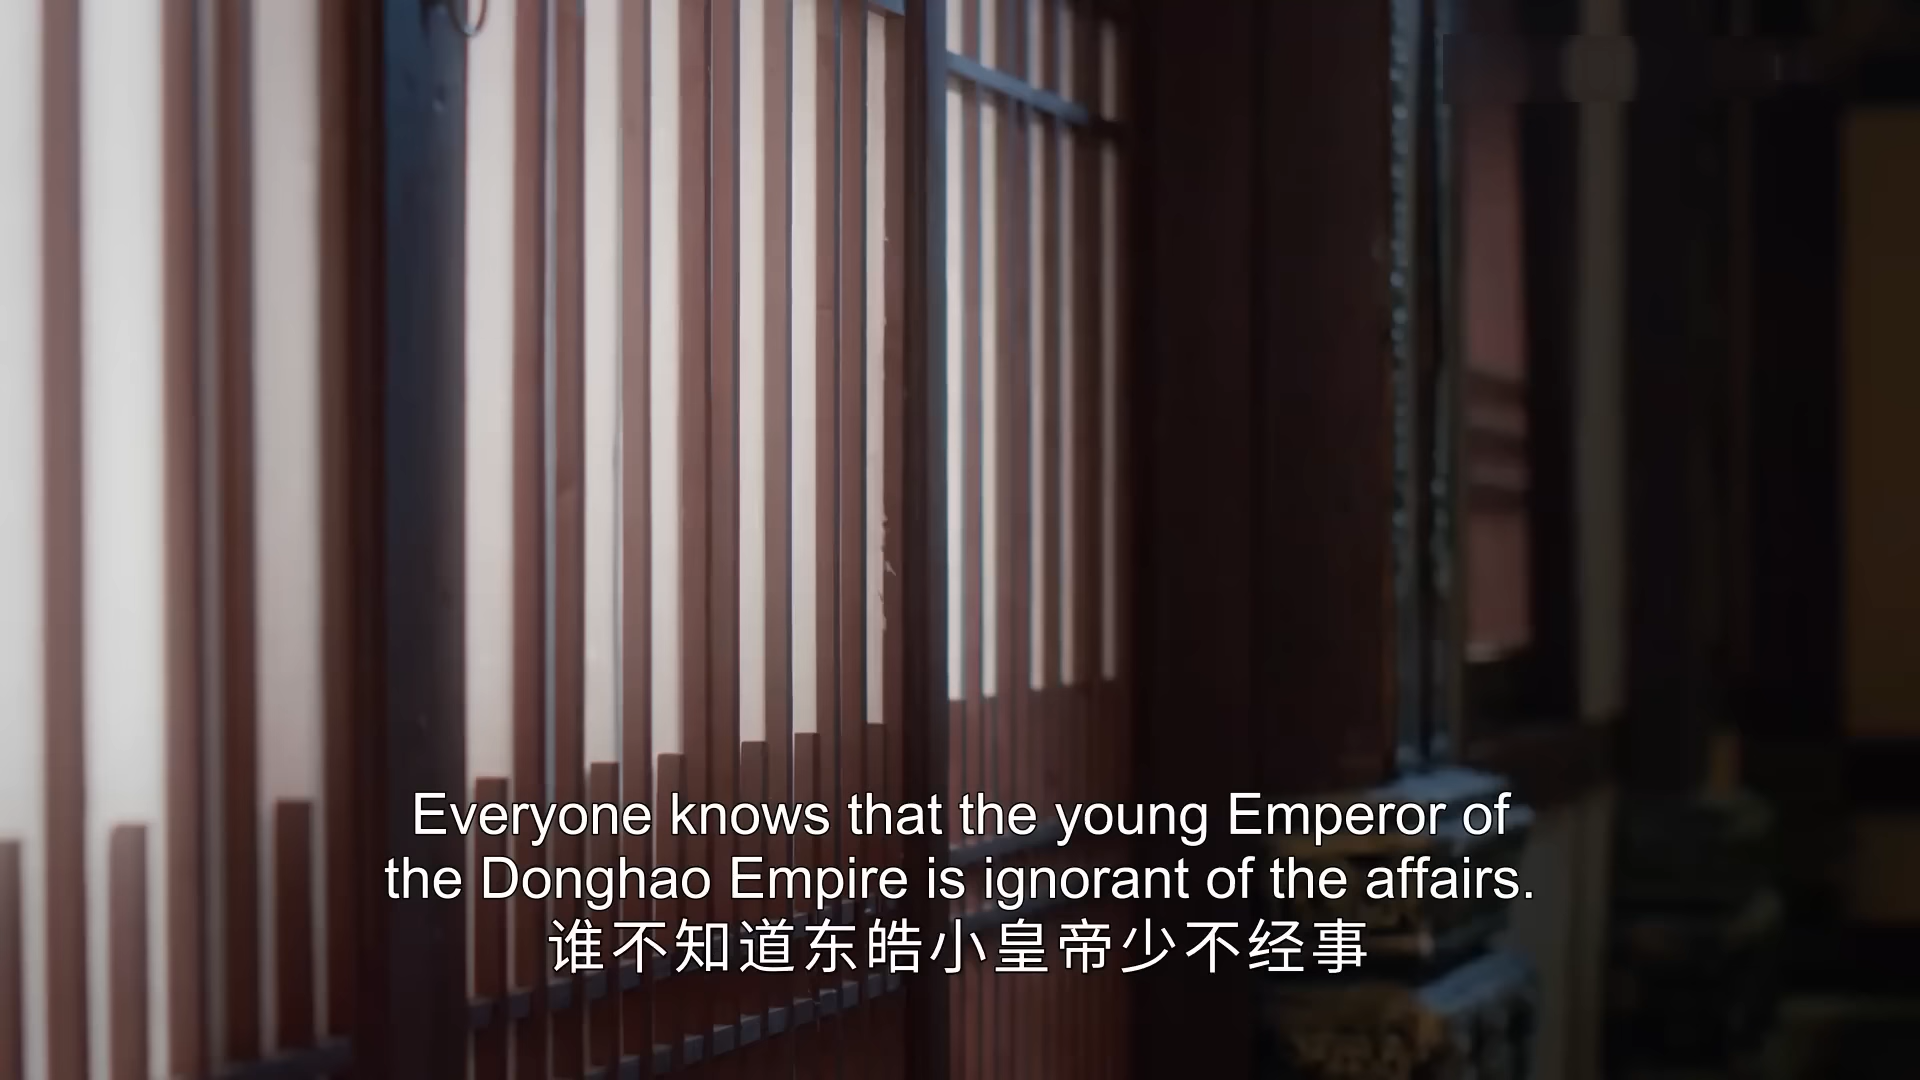 Everyone knows that the young Emperor of
the Donghao Empire is ignorant of the affairs.
谁不知道东皓小皇帝少不经事